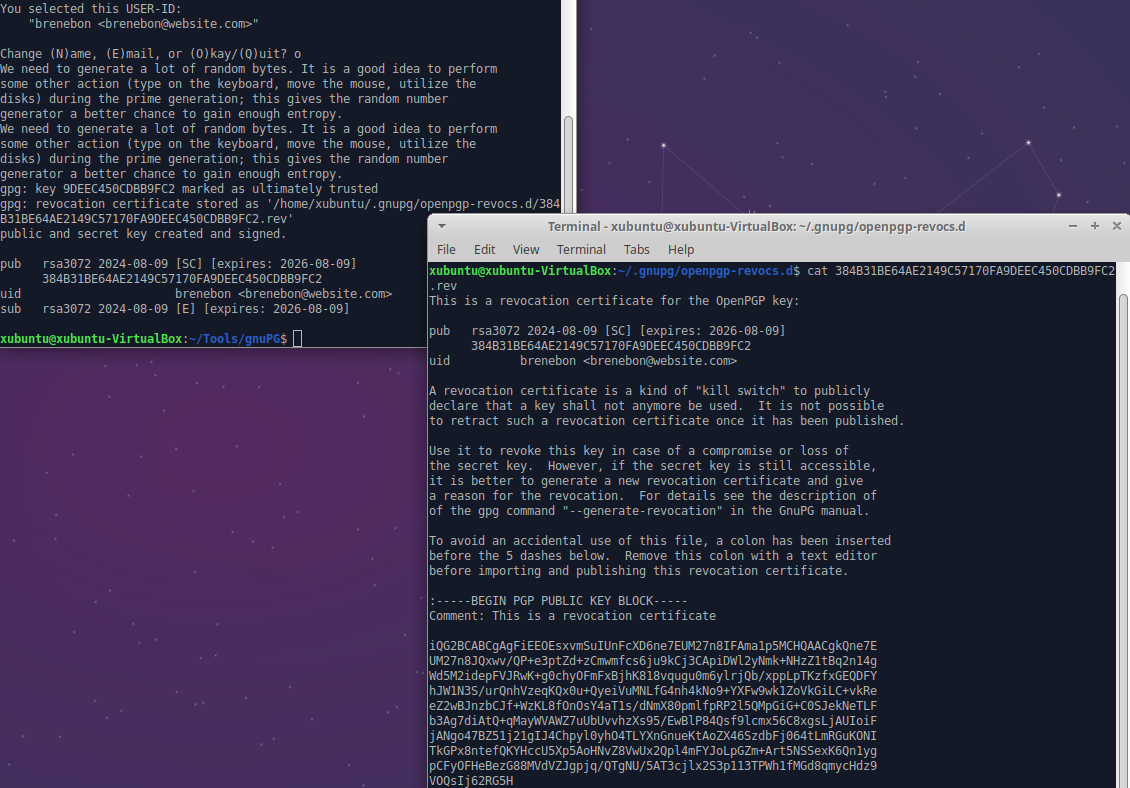 You selected this USER-ID:
    "brenebon <brenebon@website.com>"
Change (N)ame, (E)mail, or (O)kay/(Q)uit? o
We need to generate a lot of random bytes. It is a good idea to perform
some other action (type on the keyboard, move the mouse, utilize the
disks) during the prime generation; this gives the random number
generator a better chance to gain enough entropy.
We need to generate a lot of random bytes. It is a good idea to perform
some other action (type on the keyboard, move the mouse, utilize the
disks) during the prime generation; this gives the random number
generator a better chance to gain enough entropy.
gpg: key 9DEEC450CDBB9FC2 marked as ultimately trusted
gpg: revocation certificate stored as '/home/xubuntu/.gnupg/openpgp-revocs.d/384
B31BE64AE2149C57170FA9DEEC450CDBB9FC2.rev'
public and secret key created and signed.
pub   rsa3072 2024-08-09 [SC] [expires: 2026-08-09]
      384B31BE64AE2149C57170FA9DEEC450CDBB9FC2
uid                      brenebon <brenebon@website.com>
sub   rsa3072 2024-08-09 [E] [expires: 2026-08-09]
xubuntu@xubuntu-VirtualBox:~/Tools/gnuPG$
Terminal - xubuntu@xubuntu-VirtualBox: ~/.gnupg/openpgp-revocs.d
File Edit View Terminal Tabs Help
xubuntu@xubuntu-VirtualBox:~/.gnupg/openpgp-revocs.d$ cat 384B31BE64AE2149C57170FA9DEEC450CDBB9FC2
.rev
This is a revocation certificate for the OpenPGP key:
pub   rsa3072 2024-08-09 [SC] [expires: 2026-08-09]
      384B31BE64AE2149C57170FA9DEEC450CDBB9FC2
uid          brenebon <brenebon@website.com>
A revocation certificate is a kind of "kill switch" to publicly
declare that a key shall not anymore be used.  It is not possible
to retract such a revocation certificate once it has been published.
Use it to revoke this key in case of a compromise or loss of
the secret key.  However, if the secret key is still accessible,
it is better to generate a new revocation certificate and give
a reason for the revocation.  For details see the description of
of the gpg command "--generate-revocation" in the GnuPG manual.
To avoid an accidental use of this file, a colon has been inserted
before the 5 dashes below.  Remove this colon with a text editor
before importing and publishing this revocation certificate.
:-----BEGIN PGP PUBLIC KEY BLOCK-----
Comment: This is a revocation certificate
iQG2BCABCgAgFiEEOEsxvmSuIUnFcXD6ne7EUM27n8IFAma1p5MCHQAACgkQne7E
UM27n8JQxwv/QP+e3ptZd+zCmwmfcs6ju9kCj3CApiDWl2yNmk+NHzZ1tBq2n14g
Wd5M2idepFVJRwK+g0chyOFmFxBjhK818vqugu0m6ylrjQb/xppLpTKzfxGEQDFY
hJW1N3S/urQnhVzeqKQx0u+QyeiVuMNLfG4nh4kNo9+YXFw9wk1ZoVkGiLC+vkRe
eZ2wBJnzbCJf+WzKL8fOnOsY4aT1s/dNmX80pmlfpRP2l5QMpGiG+C0SJekNeTLF
b3Ag7diAtQ+qMayWVAWZ7uUbUvvhzXs95/EwBlP84Qsf9lcmx56C8xgsLjAUIoiF
jANgo47BZ51j21gIJ4Chpyl0yhO4TLYXnGnueKtAoZX46SzdbFj064tLmRGuKONI
TkGPx8ntefQKYHccU5Xp5AoHNvZ8VwUx2Qpl4mFYJoLpGZm+Art5NSSexK6Qn1yg
pCFyOFHeBezG88MVdVZJgpjq/QTgNU/5AT3cjlx2S3p113TPWh1fMGd8qmycHdz9
VOQsIj62RG5H